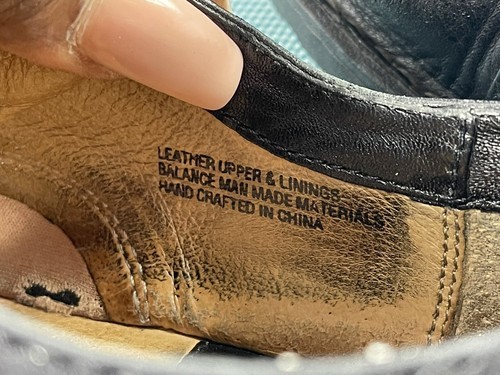 LEATHER UPPER & LININGS
BALANCE MAN MADE MATERIALS
HAND CRAFTED IN CHINA